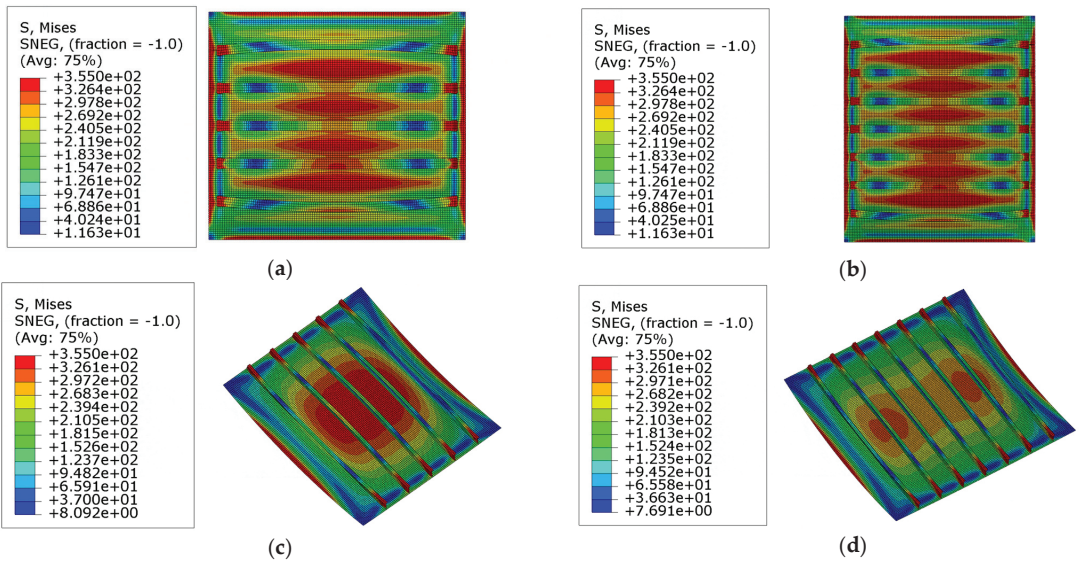 S, Mises
SNEG, (fraction = -1.0)
(Avg: 75%)
+3.550e+02
+3.264e+02
+2.978e+02
+2.692e+02
+2.405e+02
+2.119e+02
+1.833e+02
+1.547e+02
+1.261e+02
+9.747e+01
+6.886e+01
+4.024e+01
+1.163e+01
(a)
S, Mises
SNEG, (fraction = -1.0)
(Avg: 75%)
+3.550e+02
+3.264e+02
+2.978e+02
+2.692e+02
+2.405e+02
+2.119e+02
+1.833e+02
+1.547e+02
+1.261e+02
+9.747e+01
+6.886e+01
+4.025e+01
+1.163e+01
(b)
S, Mises
SNEG, (fraction = -1.0)
(Avg: 75%)
+3.550e+02
+3.261e+02
+2.972e+02
+2.683e+02
+2.394e+02
+2.105e+02
+1.815e+02
+1.526e+02
+1.237e+02
+9.482e+01
+6.591e+01
+3.700e+01
+8.092e+00
(c)
S, Mises
SNEG, (fraction = -1.0)
(Avg: 75%)
+3.550e+02
+3.261e+02
+2.971e+02
+2.682e+02
+2.392e+02
+2.103e+02
+1.813e+02
+1.524e+02
+1.235e+02
+9.452e+01
+6.558e+01
+3.663e+01
+7.691e+00
(d)